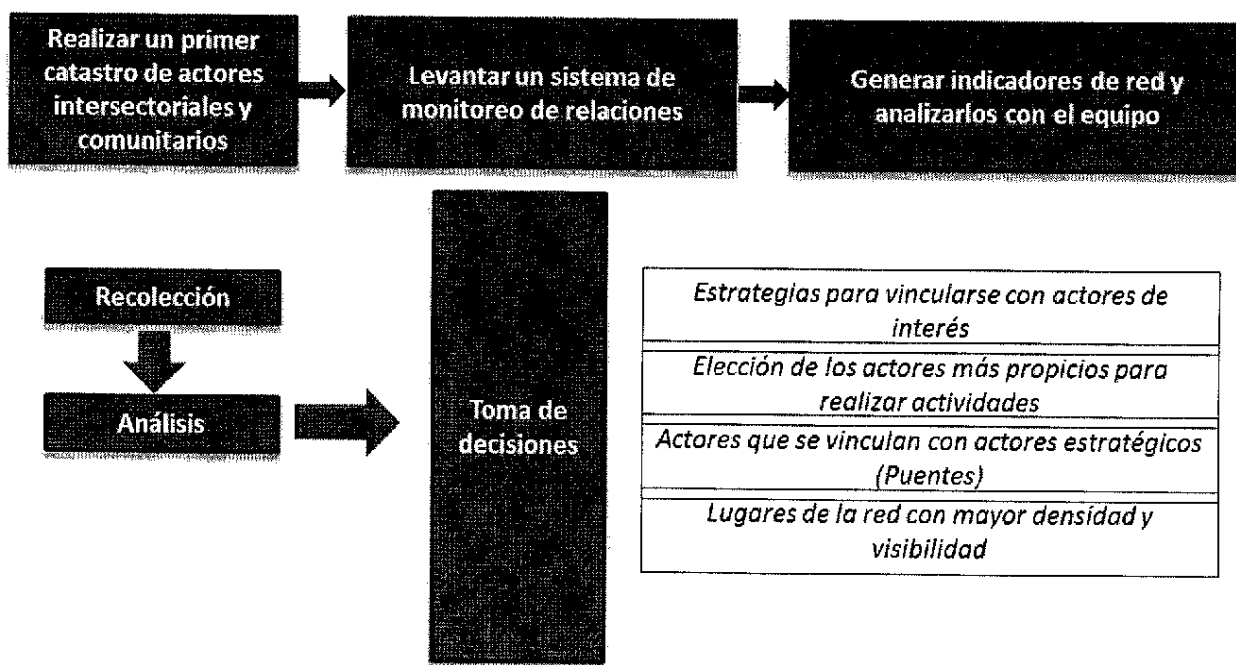 Realizar un primer
catastro de actores
intersectoriales y
comunitarios
Levantar un sistema de
monitoreo de relaciones
Generar indicadores de red y
analizarlos con el equipo
Recolección
Análisis
Toma de
decisiones
Estrategias para vincularse con actores de
interés
Elección de los actores más propicios para
realizar actividades
Actores que se vinculan con actores estratégicos
(Puentes)
Lugares de la red con mayor densidad y
visibilidad